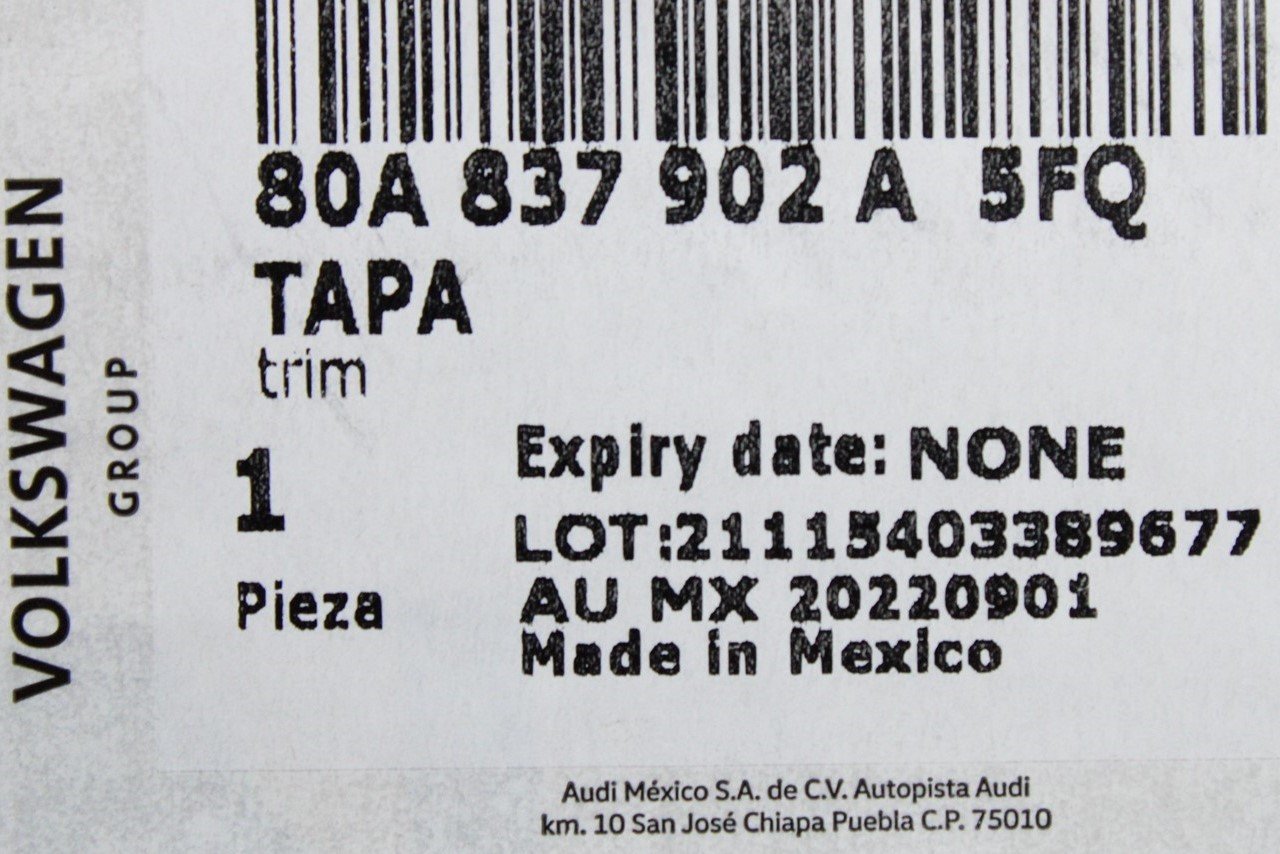 80A 837 902 A 5FQ
TAPA
trim
1
Pieza
Expiry date: NONE
LOT:21115403389677
AU MX 20220901
Made in Mexico
VOLKSWAGEN
GROUP
Audi México S.A. de C.V. Autopista Audi
km. 10 San José Chiapa Puebla C.P. 75010